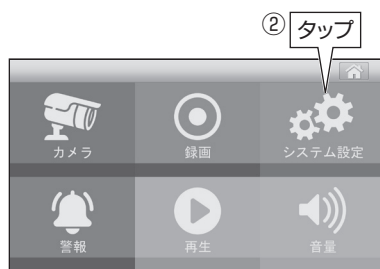 ② タップ
カメラ 録画 システム設定
警報 再生 音量